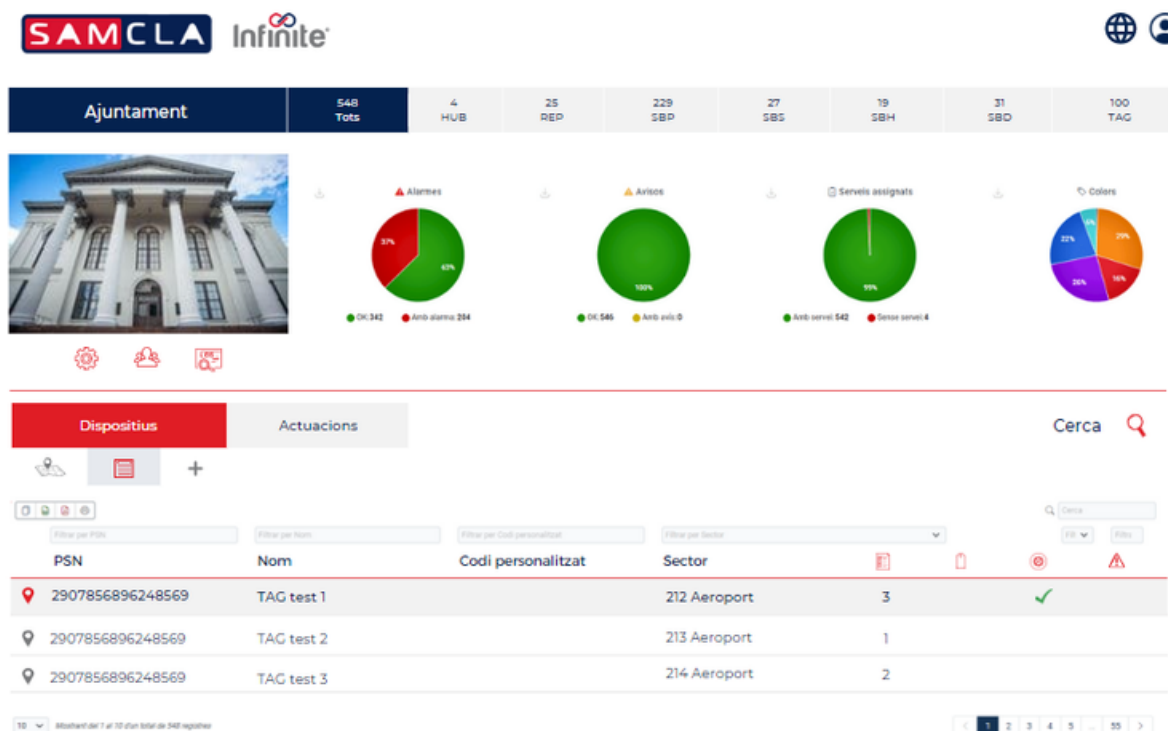 SAMCLA Infinite
Ajuntament
548 Tots
4 HUB
25 REP
229 SBP
27 SBS
19 SBH
31 SBD
100 TAG
Alarmes
37%
63%
OK: 342 Amb alarma: 204
Avisos
100%
OK: 546 Amb avís: 0
Serveis assignats
99%
Amb servei: 542 Sense servei: 4
Colors
29%
16%
26%
22%
Dispositius
Actuacions
Cerca
Cerca
Filtrar per PSN
Filtrar per Nom
Filtrar per Codi personalitzat
Filtrar per Sector
Filtr
PSN Nom Codi personalitzat Sector
2907856896248569 TAG test 1 212 Aeroport 3
2907856896248569 TAG test 2 213 Aeroport 1
2907856896248569 TAG test 3 214 Aeroport 2
10 Mostrant del 1 al 10 d'un total de 548 registres
< 1 2 3 4 5 ... 55 >